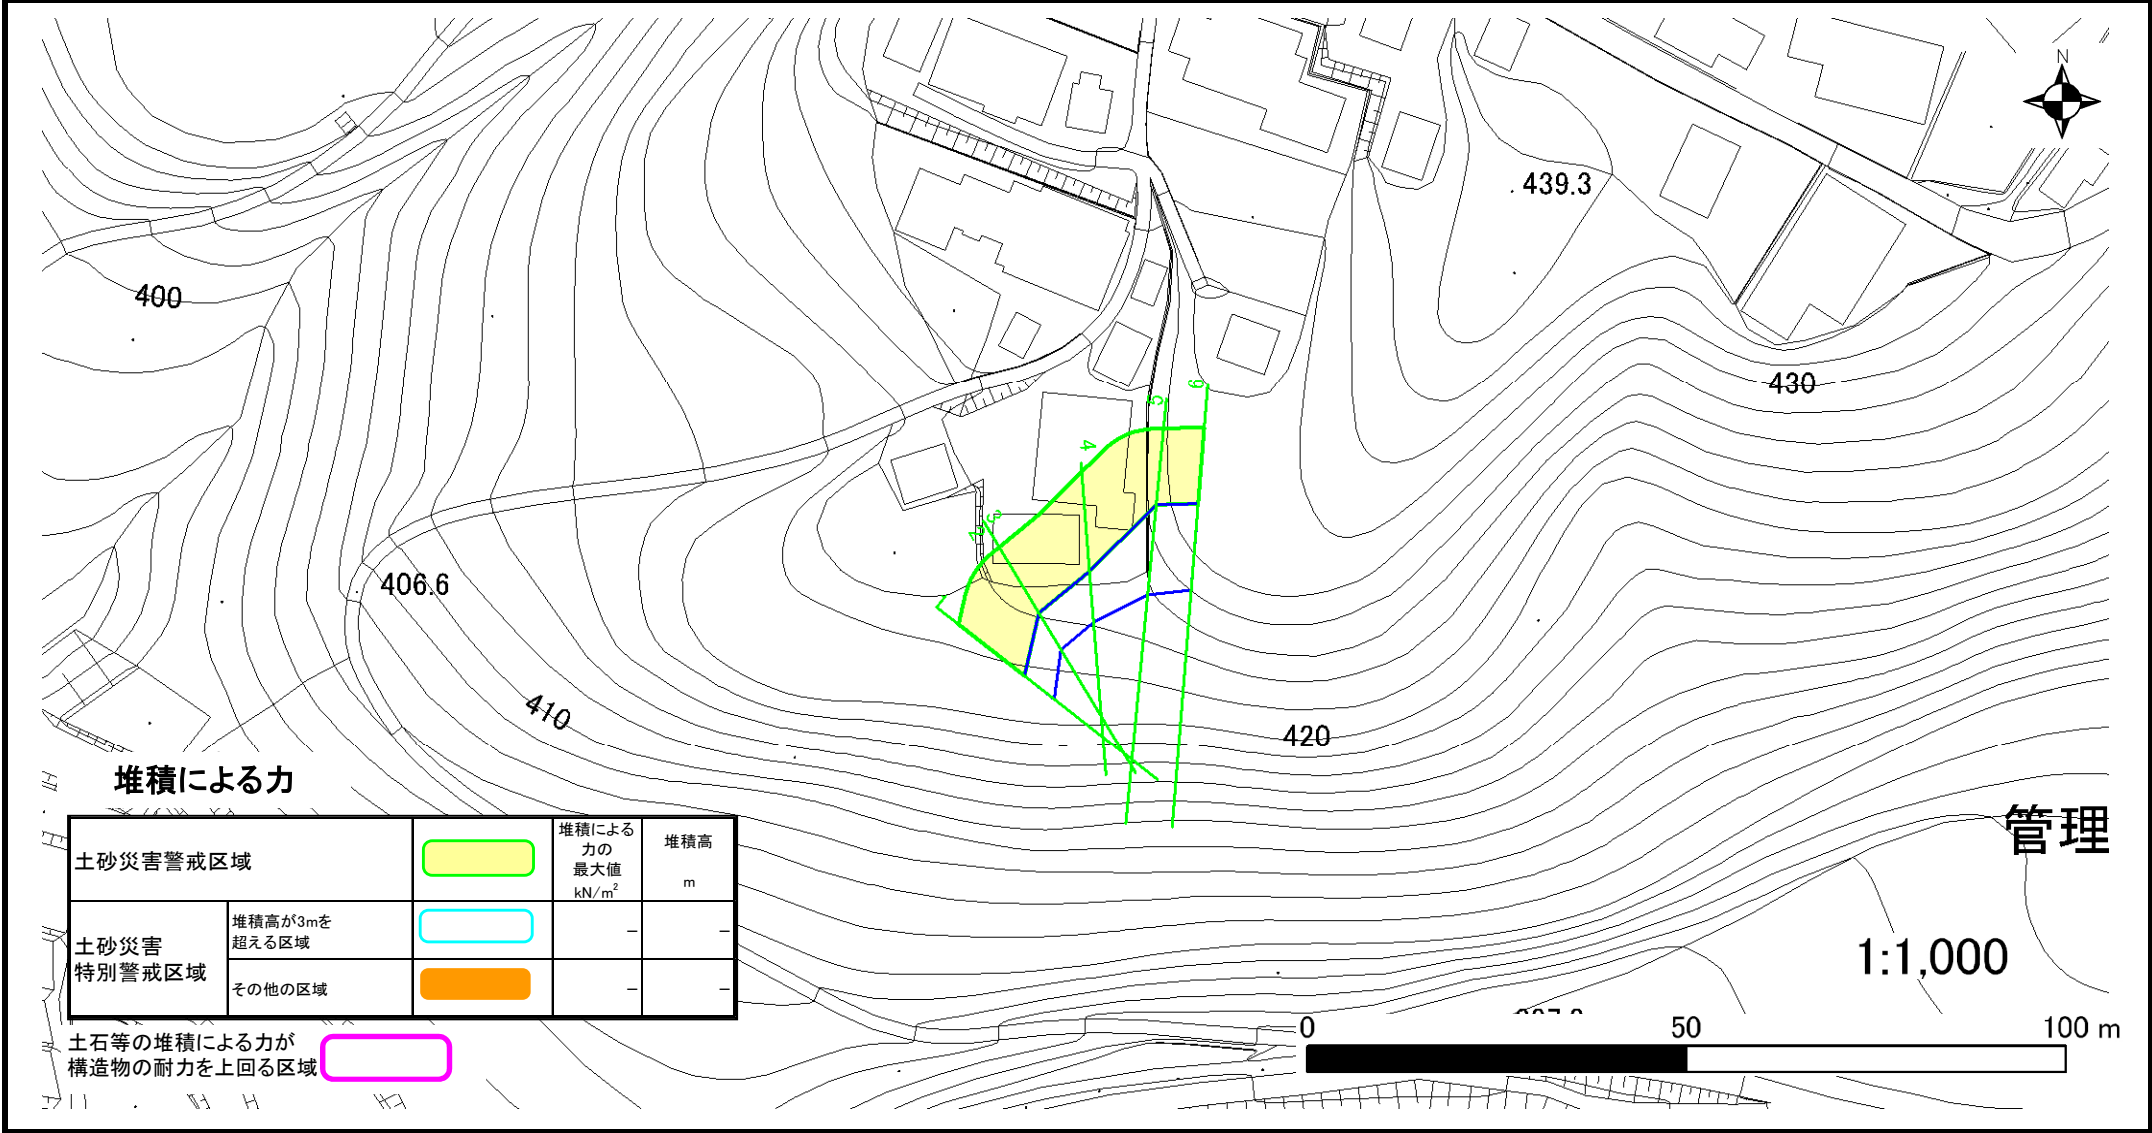 N
439.3
400
430
6
5
4
3
2
406.6
410
420
管理
堆積による力
土砂災害警戒区域
堆積による
力の
最大値
kN/m²
堆積高
m
土砂災害
特別警戒区域
堆積高が3mを
超える区域
－
－
その他の区域
－
－
土石等の堆積による力が
構造物の耐力を上回る区域
1:1,000
0 50 100 m